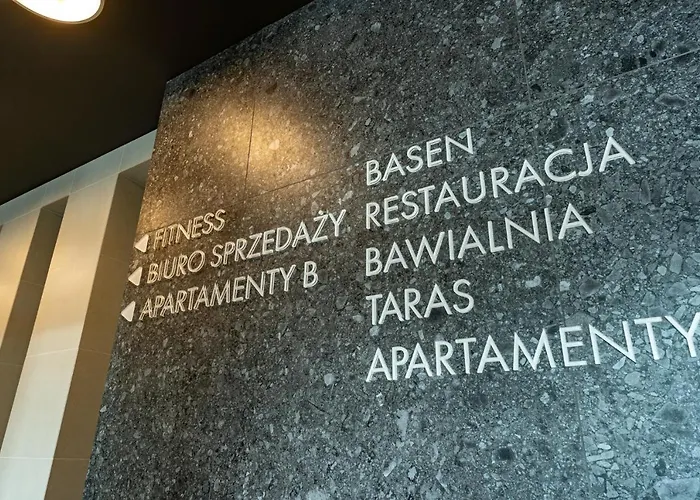 FITNESS
BIURO SPRZEDAŻY
APARTAMENTY B
BASEN
RESTAURACJA
BAWIALNIA
TARAS
APARTAMENTY